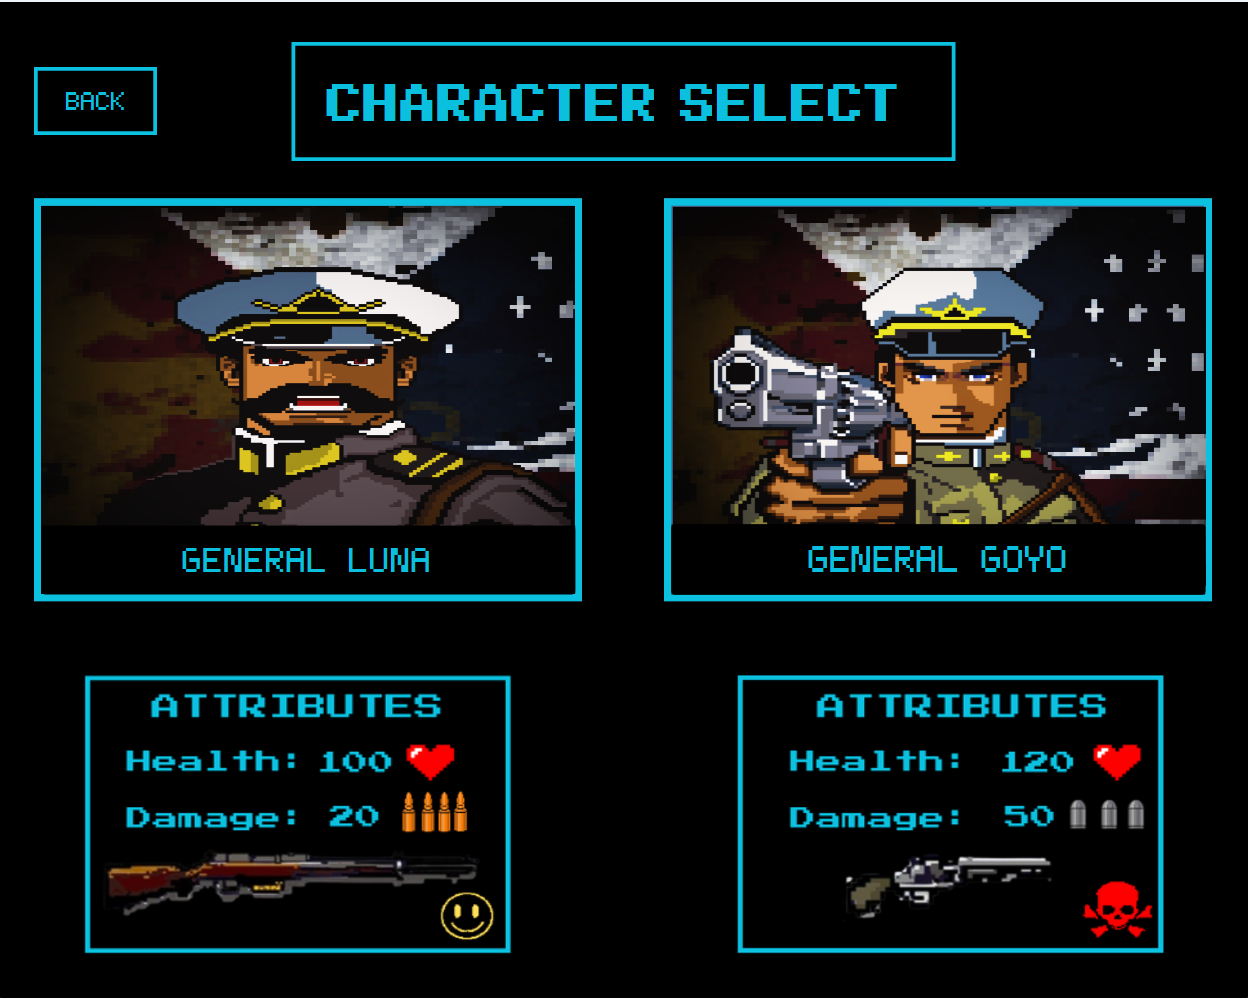 BACK
CHARACTER SELECT
GENERAL LUNA
GENERAL GOYO
ATTRIBUTES
Health: 100
Damage: 20
ATTRIBUTES
Health: 120
Damage: 50